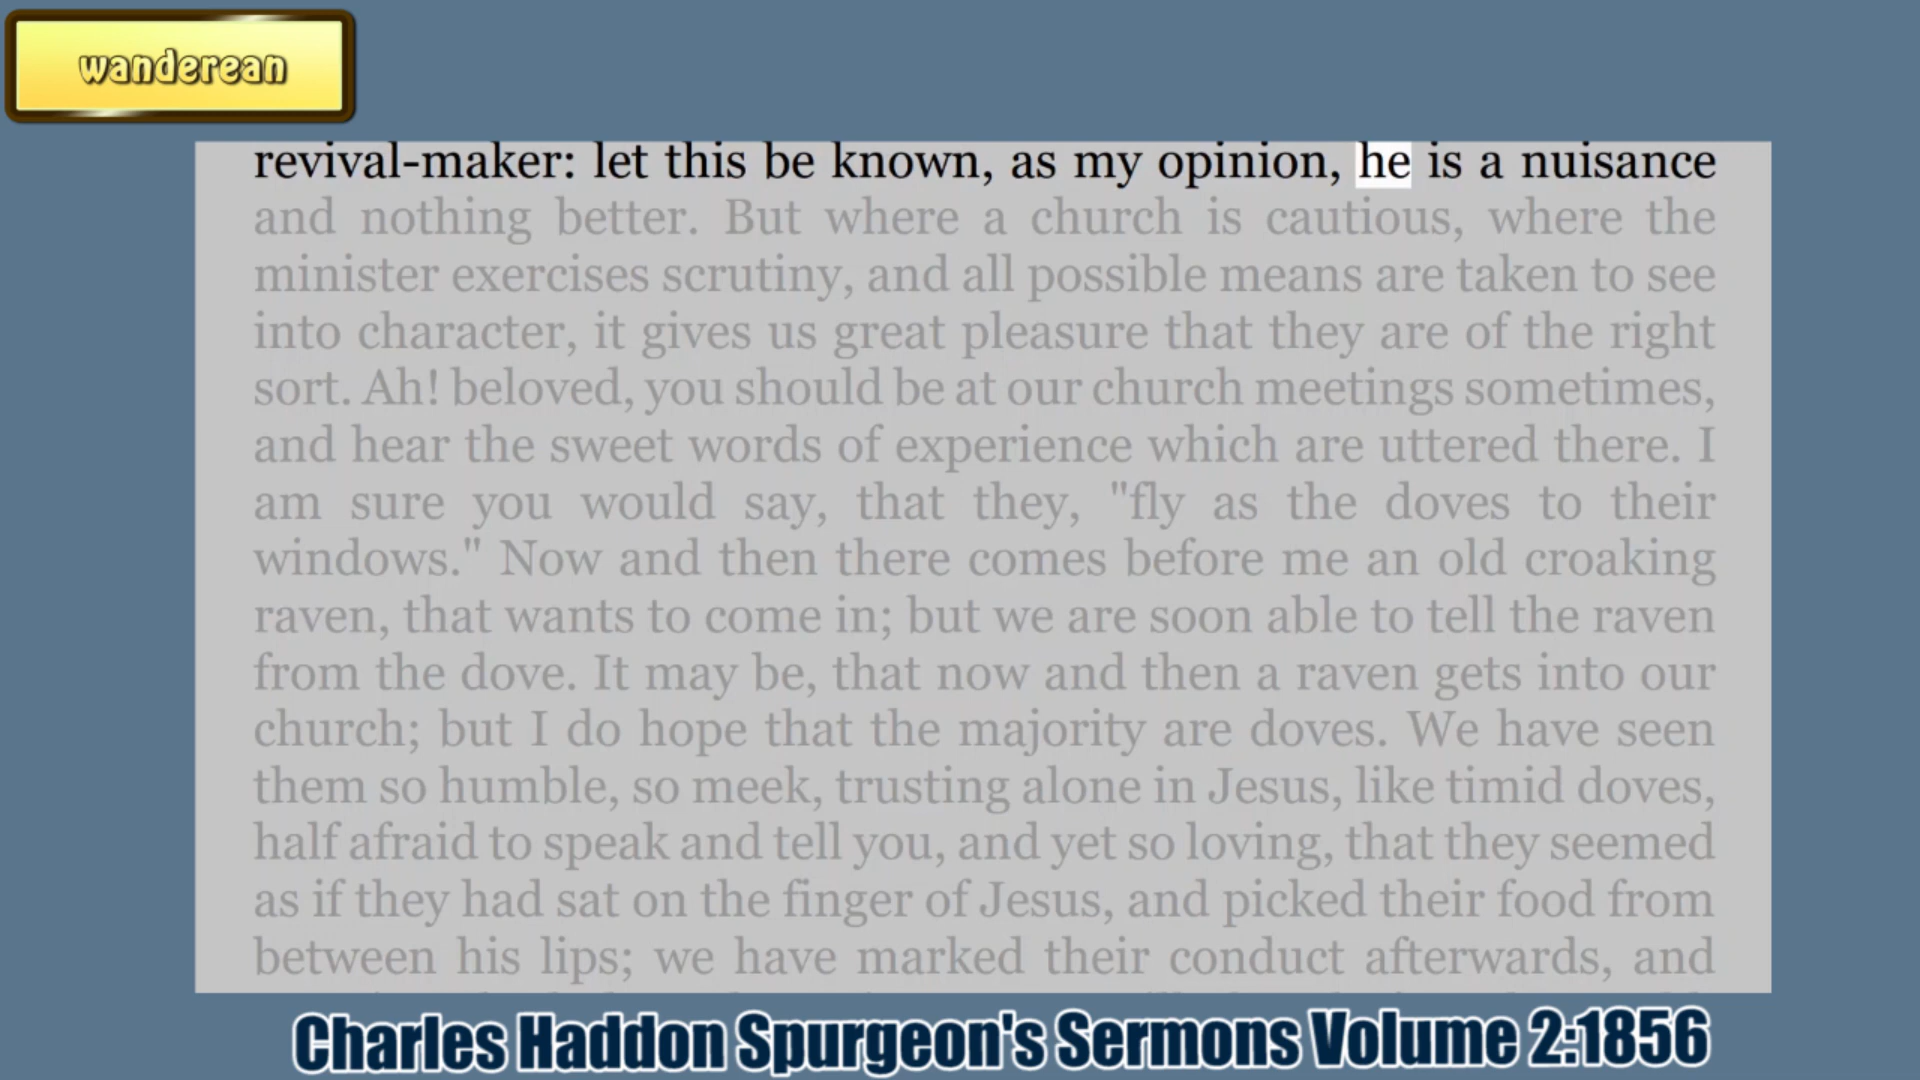 wanderean
revival-maker: let this be known, as my opinion, he is a nuisance
and nothing better. But where a church is cautious, where the
minister exercises scrutiny, and all possible means are taken to see
into character, it gives us great pleasure that they are of the right
sort. Ah! beloved, you should be at our church meetings sometimes,
and hear the sweet words of experience which are uttered there. I
am sure you would say, that they, "fly as the doves to their
windows." Now and then there comes before me an old croaking
raven, that wants to come in; but we are soon able to tell the raven
from the dove. It may be, that now and then a raven gets into our
church; but I do hope that the majority are doves. We have seen
them so humble, so meek, trusting alone in Jesus, like timid doves,
half afraid to speak and tell you, and yet so loving, that they seemed
as if they had sat on the finger of Jesus, and picked their food from
between his lips; we have marked their conduct afterwards, and
Charles Haddon Spurgeon's Sermons Volume 2:1856